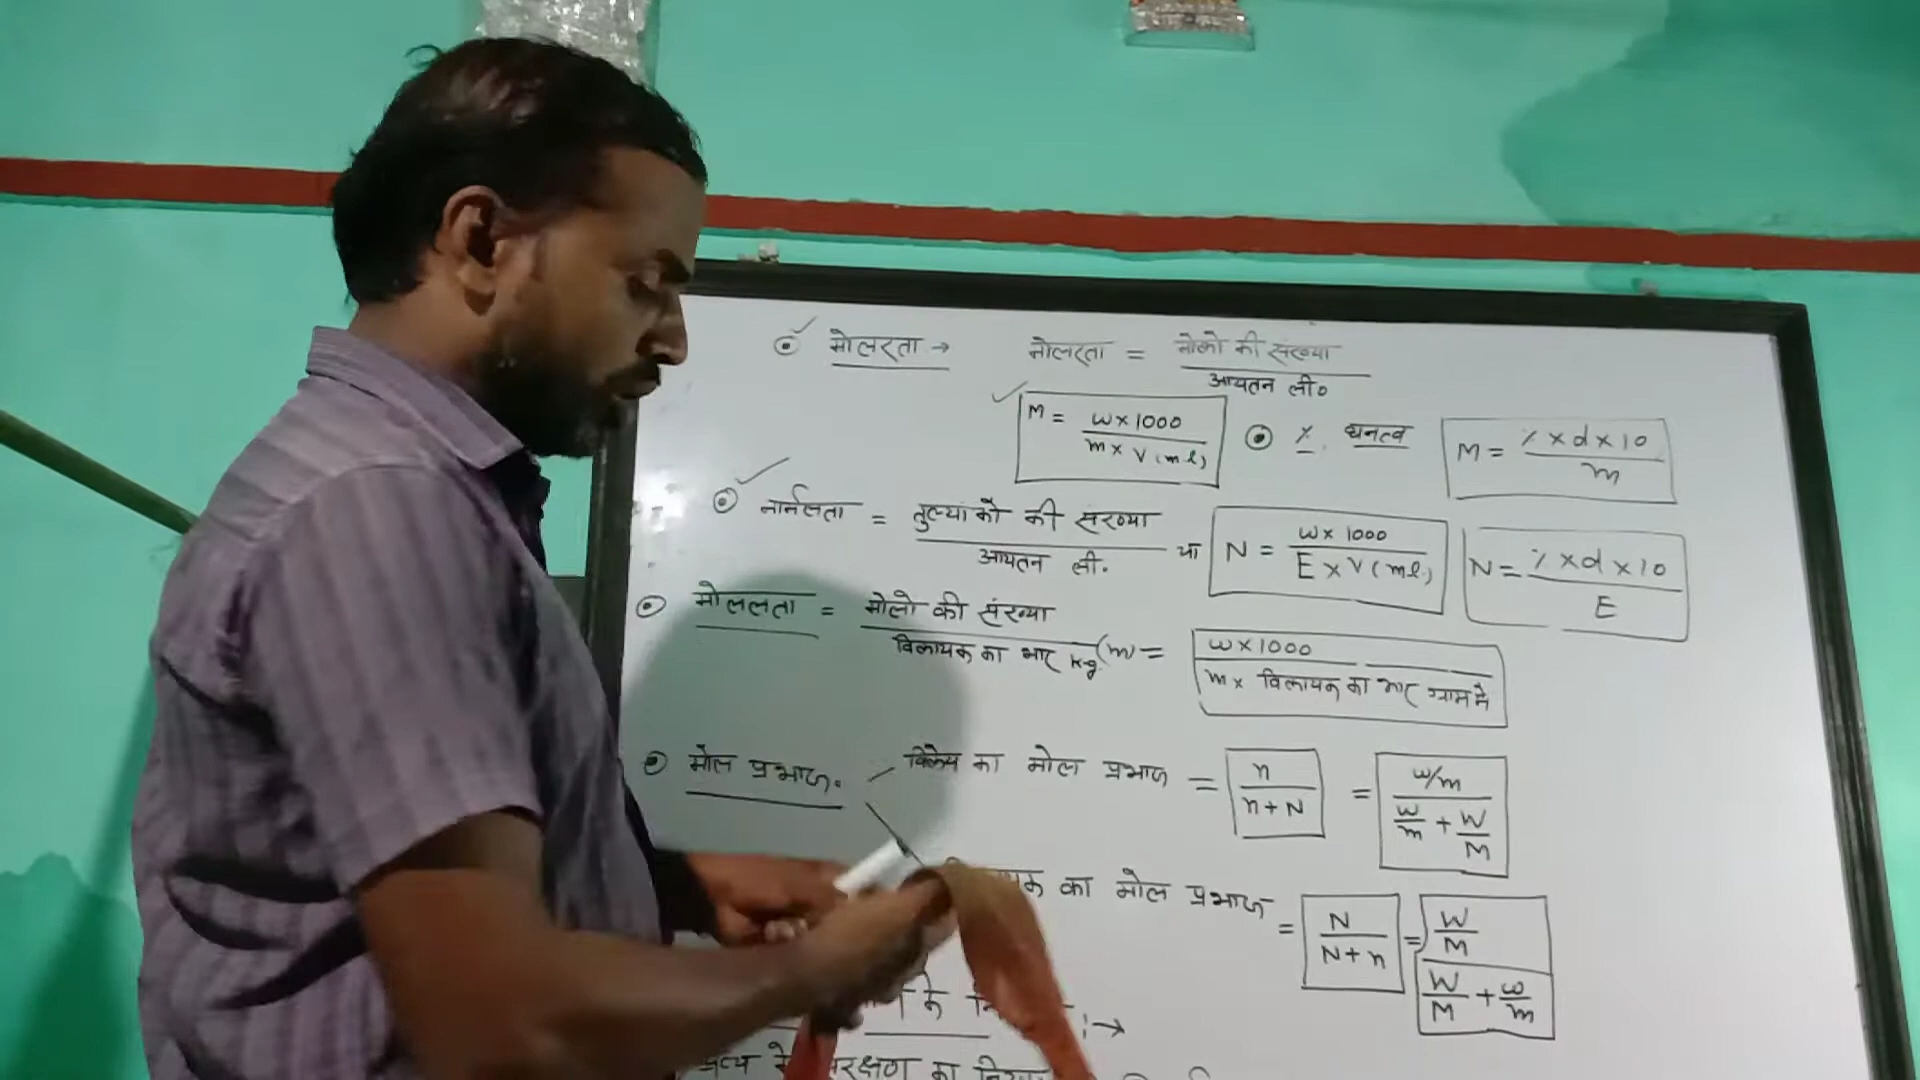 मोलरता → मोलरता = मोलो की संख्या / आयतन ली०
M = w×1000 / m× V(ml) % घनत्व M = % × d × 10 / m
नार्मलता = तुल्यांको की संख्या / आयतन ली. या N = w× 1000 / E × V(ml.) N = % × d × 10 / E
मोललता = मोलो की संख्या / विलायक का भार kg (m) = w×1000 / m× विलायक का भार ग्राम में
मोल प्रभाज. विलेय का मोल प्रभाज = n / n+N = w/m / w/m + W/M
का मोल प्रभाज = N / N+n = W/M / W/M + w/m
के :→
का